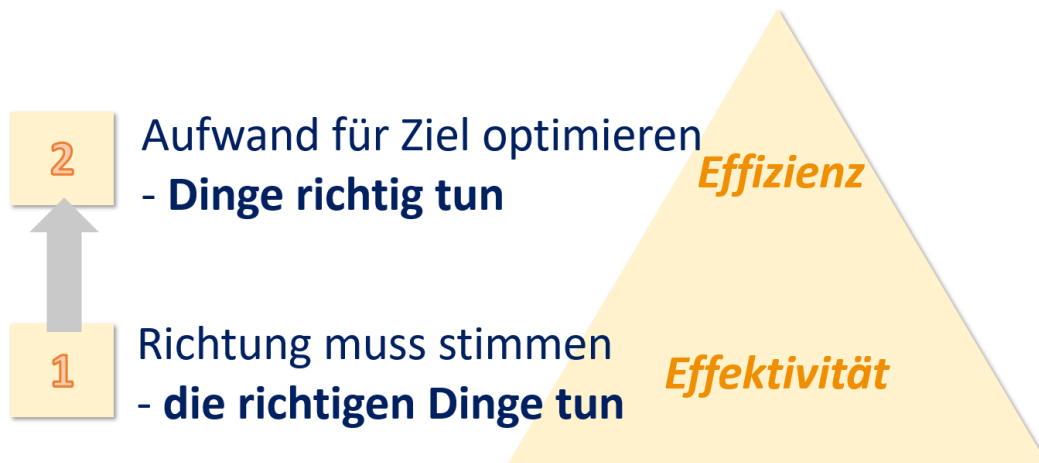 2
Aufwand für Ziel optimieren
- Dinge richtig tun
Effizienz
1
Richtung muss stimmen
- die richtigen Dinge tun
Effektivität